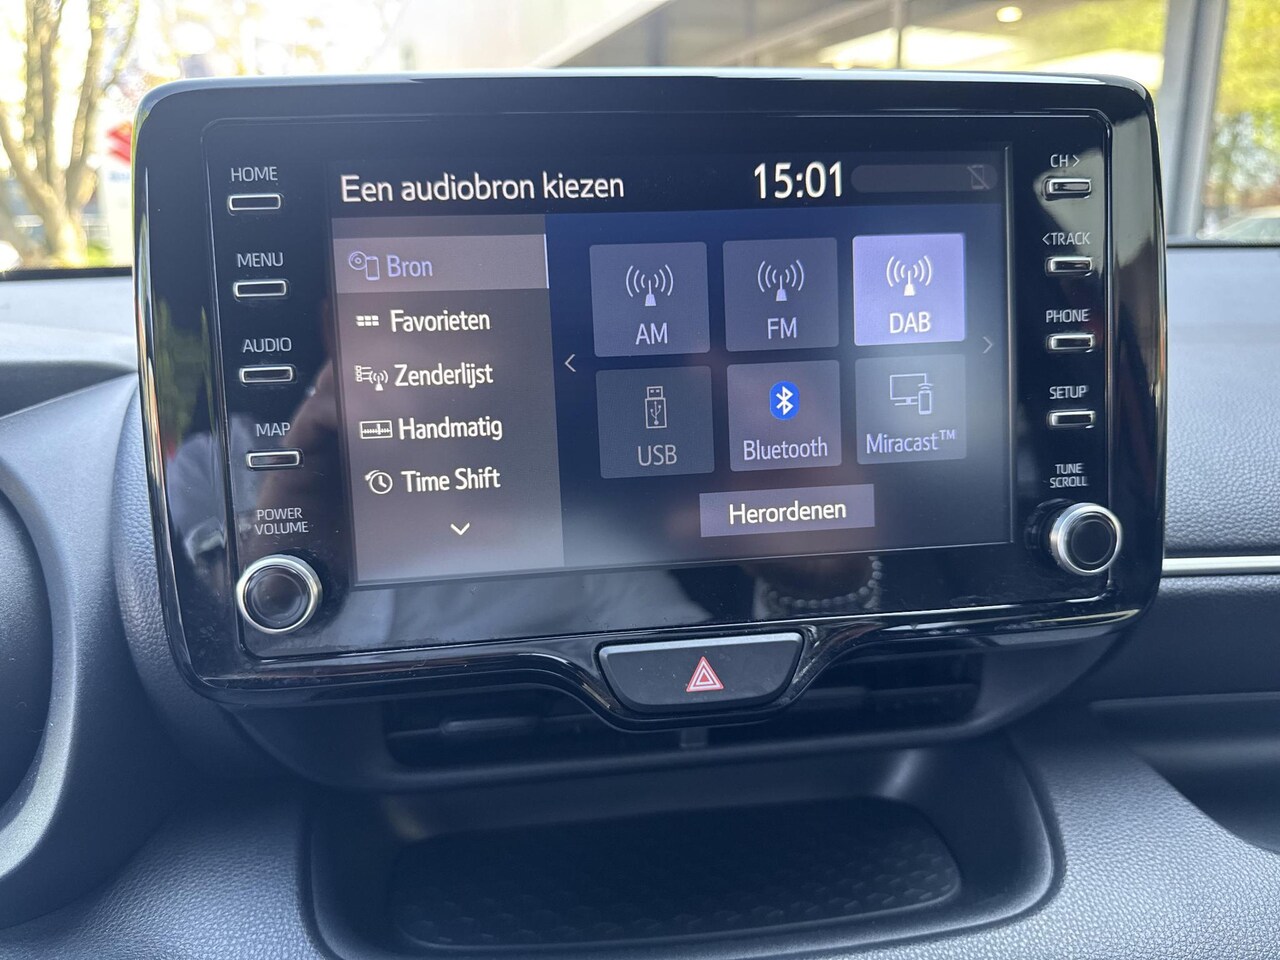 HOME
MENU
AUDIO
MAP
POWER
VOLUME
Een audiobron kiezen
15:01
Bron
Favorieten
Zenderlijst
Handmatig
Time Shift
AM
FM
DAB
USB
Bluetooth
Miracast™
Herordenen
CH >
<TRACK
PHONE
SETUP
TUNE
SCROLL